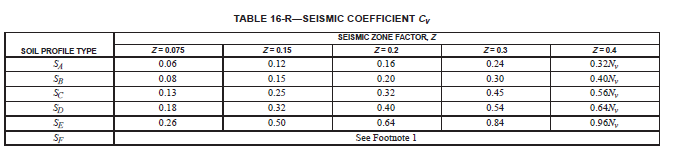 TABLE 16-R—SEISMIC COEFFICIENT Cv
SEISMIC ZONE FACTOR, Z
SOIL PROFILE TYPE Z = 0.075 Z = 0.15 Z = 0.2 Z = 0.3 Z = 0.4
SA 0.06 0.12 0.16 0.24 0.32Nv
SB 0.08 0.15 0.20 0.30 0.40Nv
SC 0.13 0.25 0.32 0.45 0.56Nv
SD 0.18 0.32 0.40 0.54 0.64Nv
SE 0.26 0.50 0.64 0.84 0.96Nv
SF See Footnote 1